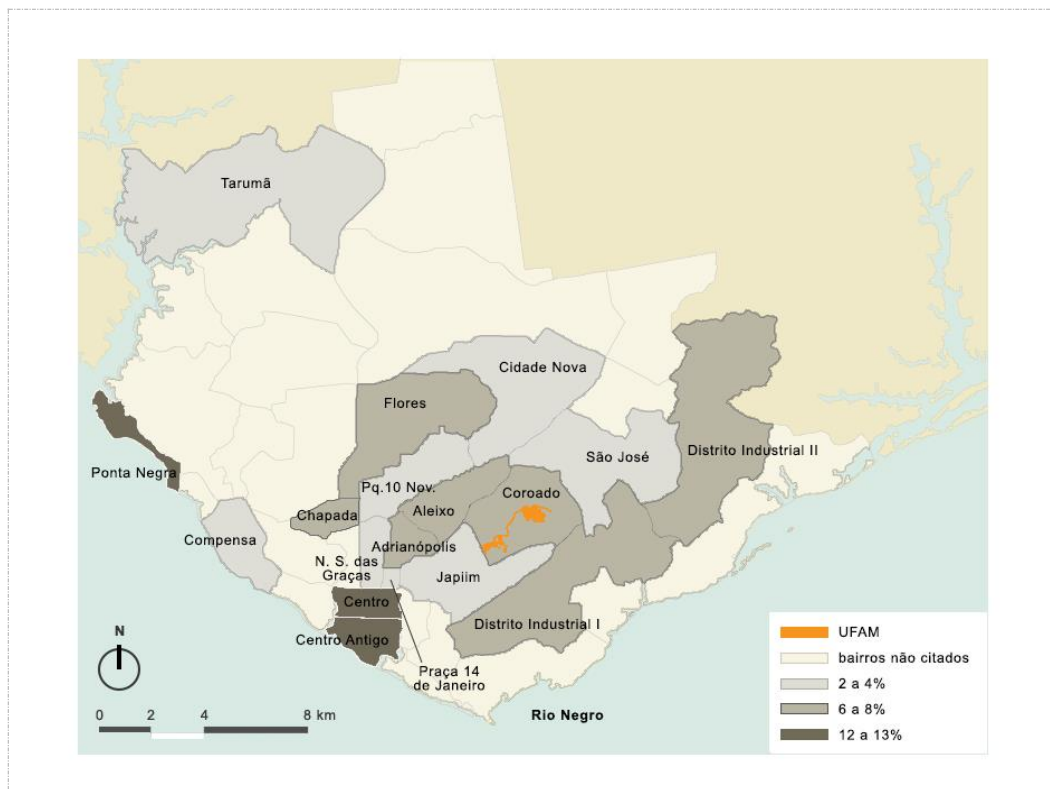 Tarumã
Cidade Nova
Flores
Ponta Negra
São José
Distrito Industrial II
Pq.10 Nov.
Coroado
Chapada
Aleixo
Compensa
Adrianópolis
N. S. das
Graças
Japiim
Centro
Distrito Industrial I
Centro Antigo
Praça 14
de Janeiro
Rio Negro
N
0 2 4 8 km
UFAM
bairros não citados
2 a 4%
6 a 8%
12 a 13%